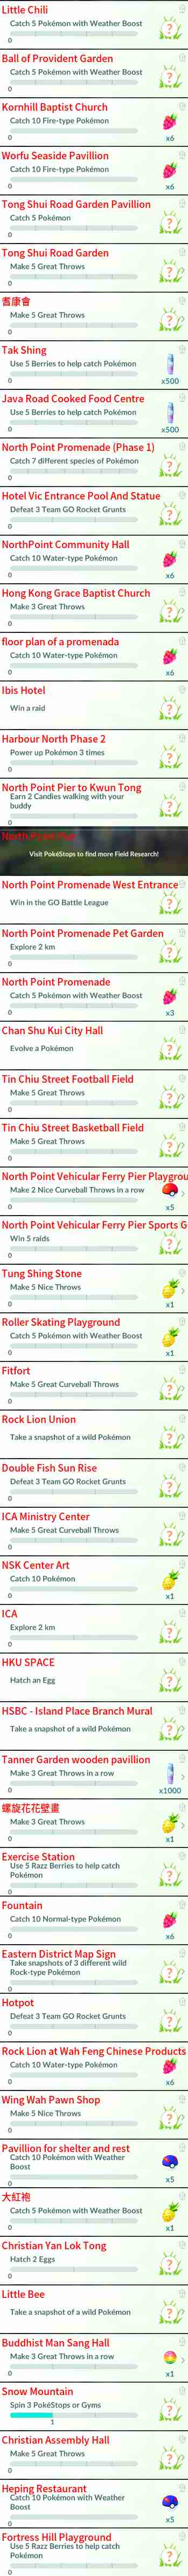 Little Chili
Catch 5 Pokémon with Weather Boost
0
Ball of Provident Garden
Catch 5 Pokémon with Weather Boost
0
Kornhill Baptist Church
Catch 10 Fire-type Pokémon
0
x6
Worfu Seaside Pavillion
Catch 10 Fire-type Pokémon
0
x6
Tong Shui Road Garden Pavillion
Catch 5 Pokémon
0
Tong Shui Road Garden
Make 5 Great Throws
0
耆康會
Make 5 Great Throws
0
Tak Shing
Use 5 Berries to help catch Pokémon
0
x500
Java Road Cooked Food Centre
Use 5 Berries to help catch Pokémon
0
x500
North Point Promenade (Phase 1)
Catch 7 different species of Pokémon
0
Hotel Vic Entrance Pool And Statue
Defeat 3 Team GO Rocket Grunts
0
NorthPoint Community Hall
Catch 10 Water-type Pokémon
0
x6
Hong Kong Grace Baptist Church
Make 3 Great Throws
0
floor plan of a promenada
Catch 10 Water-type Pokémon
0
x6
Ibis Hotel
Win a raid
Harbour North Phase 2
Power up Pokémon 3 times
0
North Point Pier to Kwun Tong
Earn 2 Candies walking with your
buddy
0
North Point Pier
Visit PokéStops to find more Field Research!
North Point Promenade West Entrance
Win in the GO Battle League
North Point Promenade Pet Garden
Explore 2 km
0
North Point Promenade
Catch 5 Pokémon with Weather Boost
0
x3
Chan Shu Kui City Hall
Evolve a Pokémon
Tin Chiu Street Football Field
Make 5 Great Throws
0
Tin Chiu Street Basketball Field
Make 5 Great Throws
0
North Point Vehicular Ferry Pier Playgrou
Make 2 Nice Curveball Throws in a row
0
x5
North Point Vehicular Ferry Pier Sports G
Win 5 raids
0
Tung Shing Stone
Make 5 Nice Throws
0
x1
Roller Skating Playground
Catch 5 Pokémon with Weather Boost
0
x1
Fitfort
Make 5 Great Curveball Throws
0
Rock Lion Union
Take a snapshot of a wild Pokémon
Double Fish Sun Rise
Defeat 3 Team GO Rocket Grunts
0
ICA Ministry Center
Make 5 Great Curveball Throws
0
NSK Center Art
Catch 10 Pokémon
0
x1
ICA
Explore 2 km
0
HKU SPACE
Hatch an Egg
HSBC - Island Place Branch Mural
Take a snapshot of a wild Pokémon
Tanner Garden wooden pavillion
Make 3 Great Throws in a row
0
x1000
螺旋花花壁畫
Make 3 Great Throws
0
x1
Exercise Station
Use 5 Razz Berries to help catch
Pokémon
0
Fountain
Catch 10 Normal-type Pokémon
0
x6
Eastern District Map Sign
Take snapshots of 3 different wild
Rock-type Pokémon
0
Hotpot
Defeat 3 Team GO Rocket Grunts
0
Rock Lion at Wah Feng Chinese Products
Catch 10 Water-type Pokémon
0
x6
Wing Wah Pawn Shop
Make 5 Nice Throws
0
Pavillion for shelter and rest
Catch 10 Pokémon with Weather
Boost
0
x5
大紅袍
Catch 5 Pokémon with Weather Boost
0
x1
Christian Yan Lok Tong
Hatch 2 Eggs
0
Little Bee
Take a snapshot of a wild Pokémon
Buddhist Man Sang Hall
Make 3 Great Throws in a row
0
x1
Snow Mountain
Spin 3 PokéStops or Gyms
1
Christian Assembly Hall
Make 5 Great Throws
0
Heping Restaurant
Catch 10 Pokémon with Weather
Boost
0
x5
Fortress Hill Playground
Use 5 Razz Berries to help catch
Pokémon
0